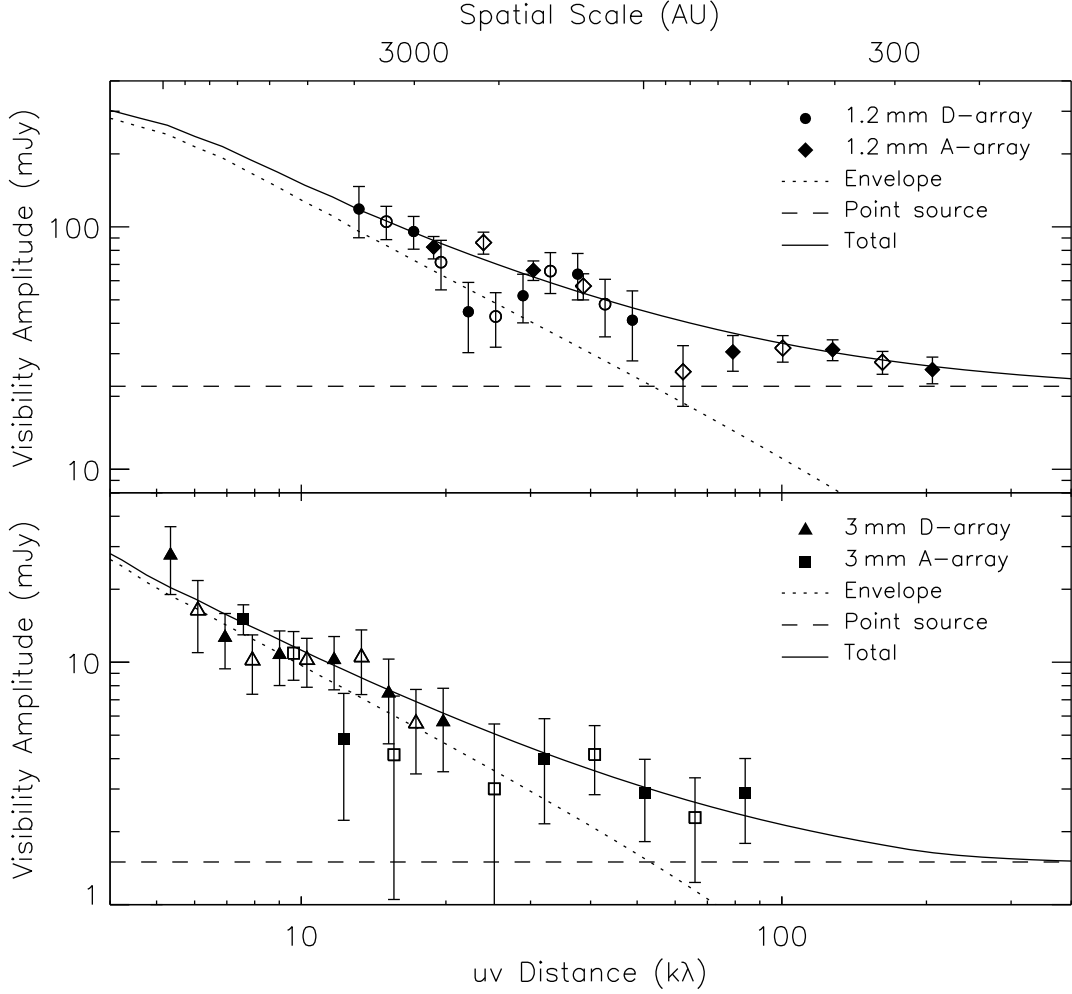 Spatial Scale (AU)
3000 300
Visibility Amplitude (mJy)
100
10
1.2 mm D-array
1.2 mm A-array
Envelope
Point source
Total
Visibility Amplitude (mJy)
10
1
3 mm D-array
3 mm A-array
Envelope
Point source
Total
10 100
uv Distance (kλ)